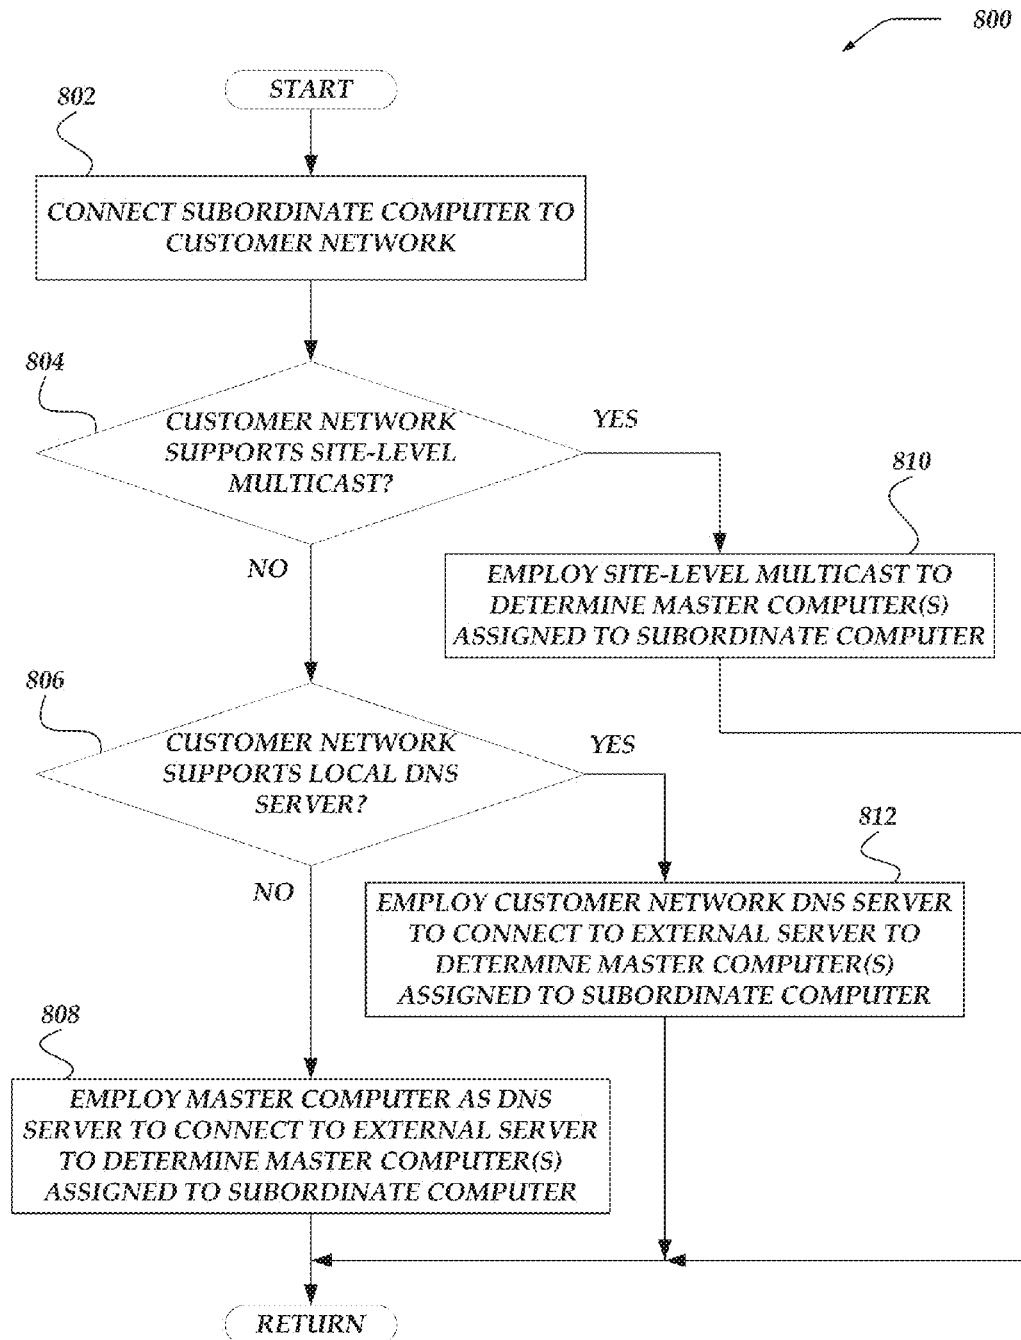 800
START
802
CONNECT SUBORDINATE COMPUTER TO
CUSTOMER NETWORK
804
CUSTOMER NETWORK
SUPPORTS SITE-LEVEL
MULTICAST?
YES
NO
810
EMPLOY SITE-LEVEL MULTICAST TO
DETERMINE MASTER COMPUTER(S)
ASSIGNED TO SUBORDINATE COMPUTER
806
CUSTOMER NETWORK
SUPPORTS LOCAL DNS
SERVER?
YES
NO
812
EMPLOY CUSTOMER NETWORK DNS SERVER
TO CONNECT TO EXTERNAL SERVER TO
DETERMINE MASTER COMPUTER(S)
ASSIGNED TO SUBORDINATE COMPUTER
808
EMPLOY MASTER COMPUTER AS DNS
SERVER TO CONNECT TO EXTERNAL SERVER
TO DETERMINE MASTER COMPUTER(S)
ASSIGNED TO SUBORDINATE COMPUTER
RETURN